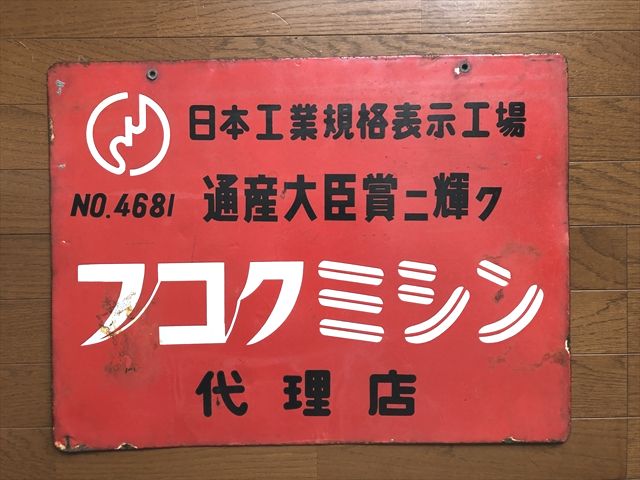 日本工業規格表示工場
NO.4681 通産大臣賞ニ輝ク
フコクミシン
代理店